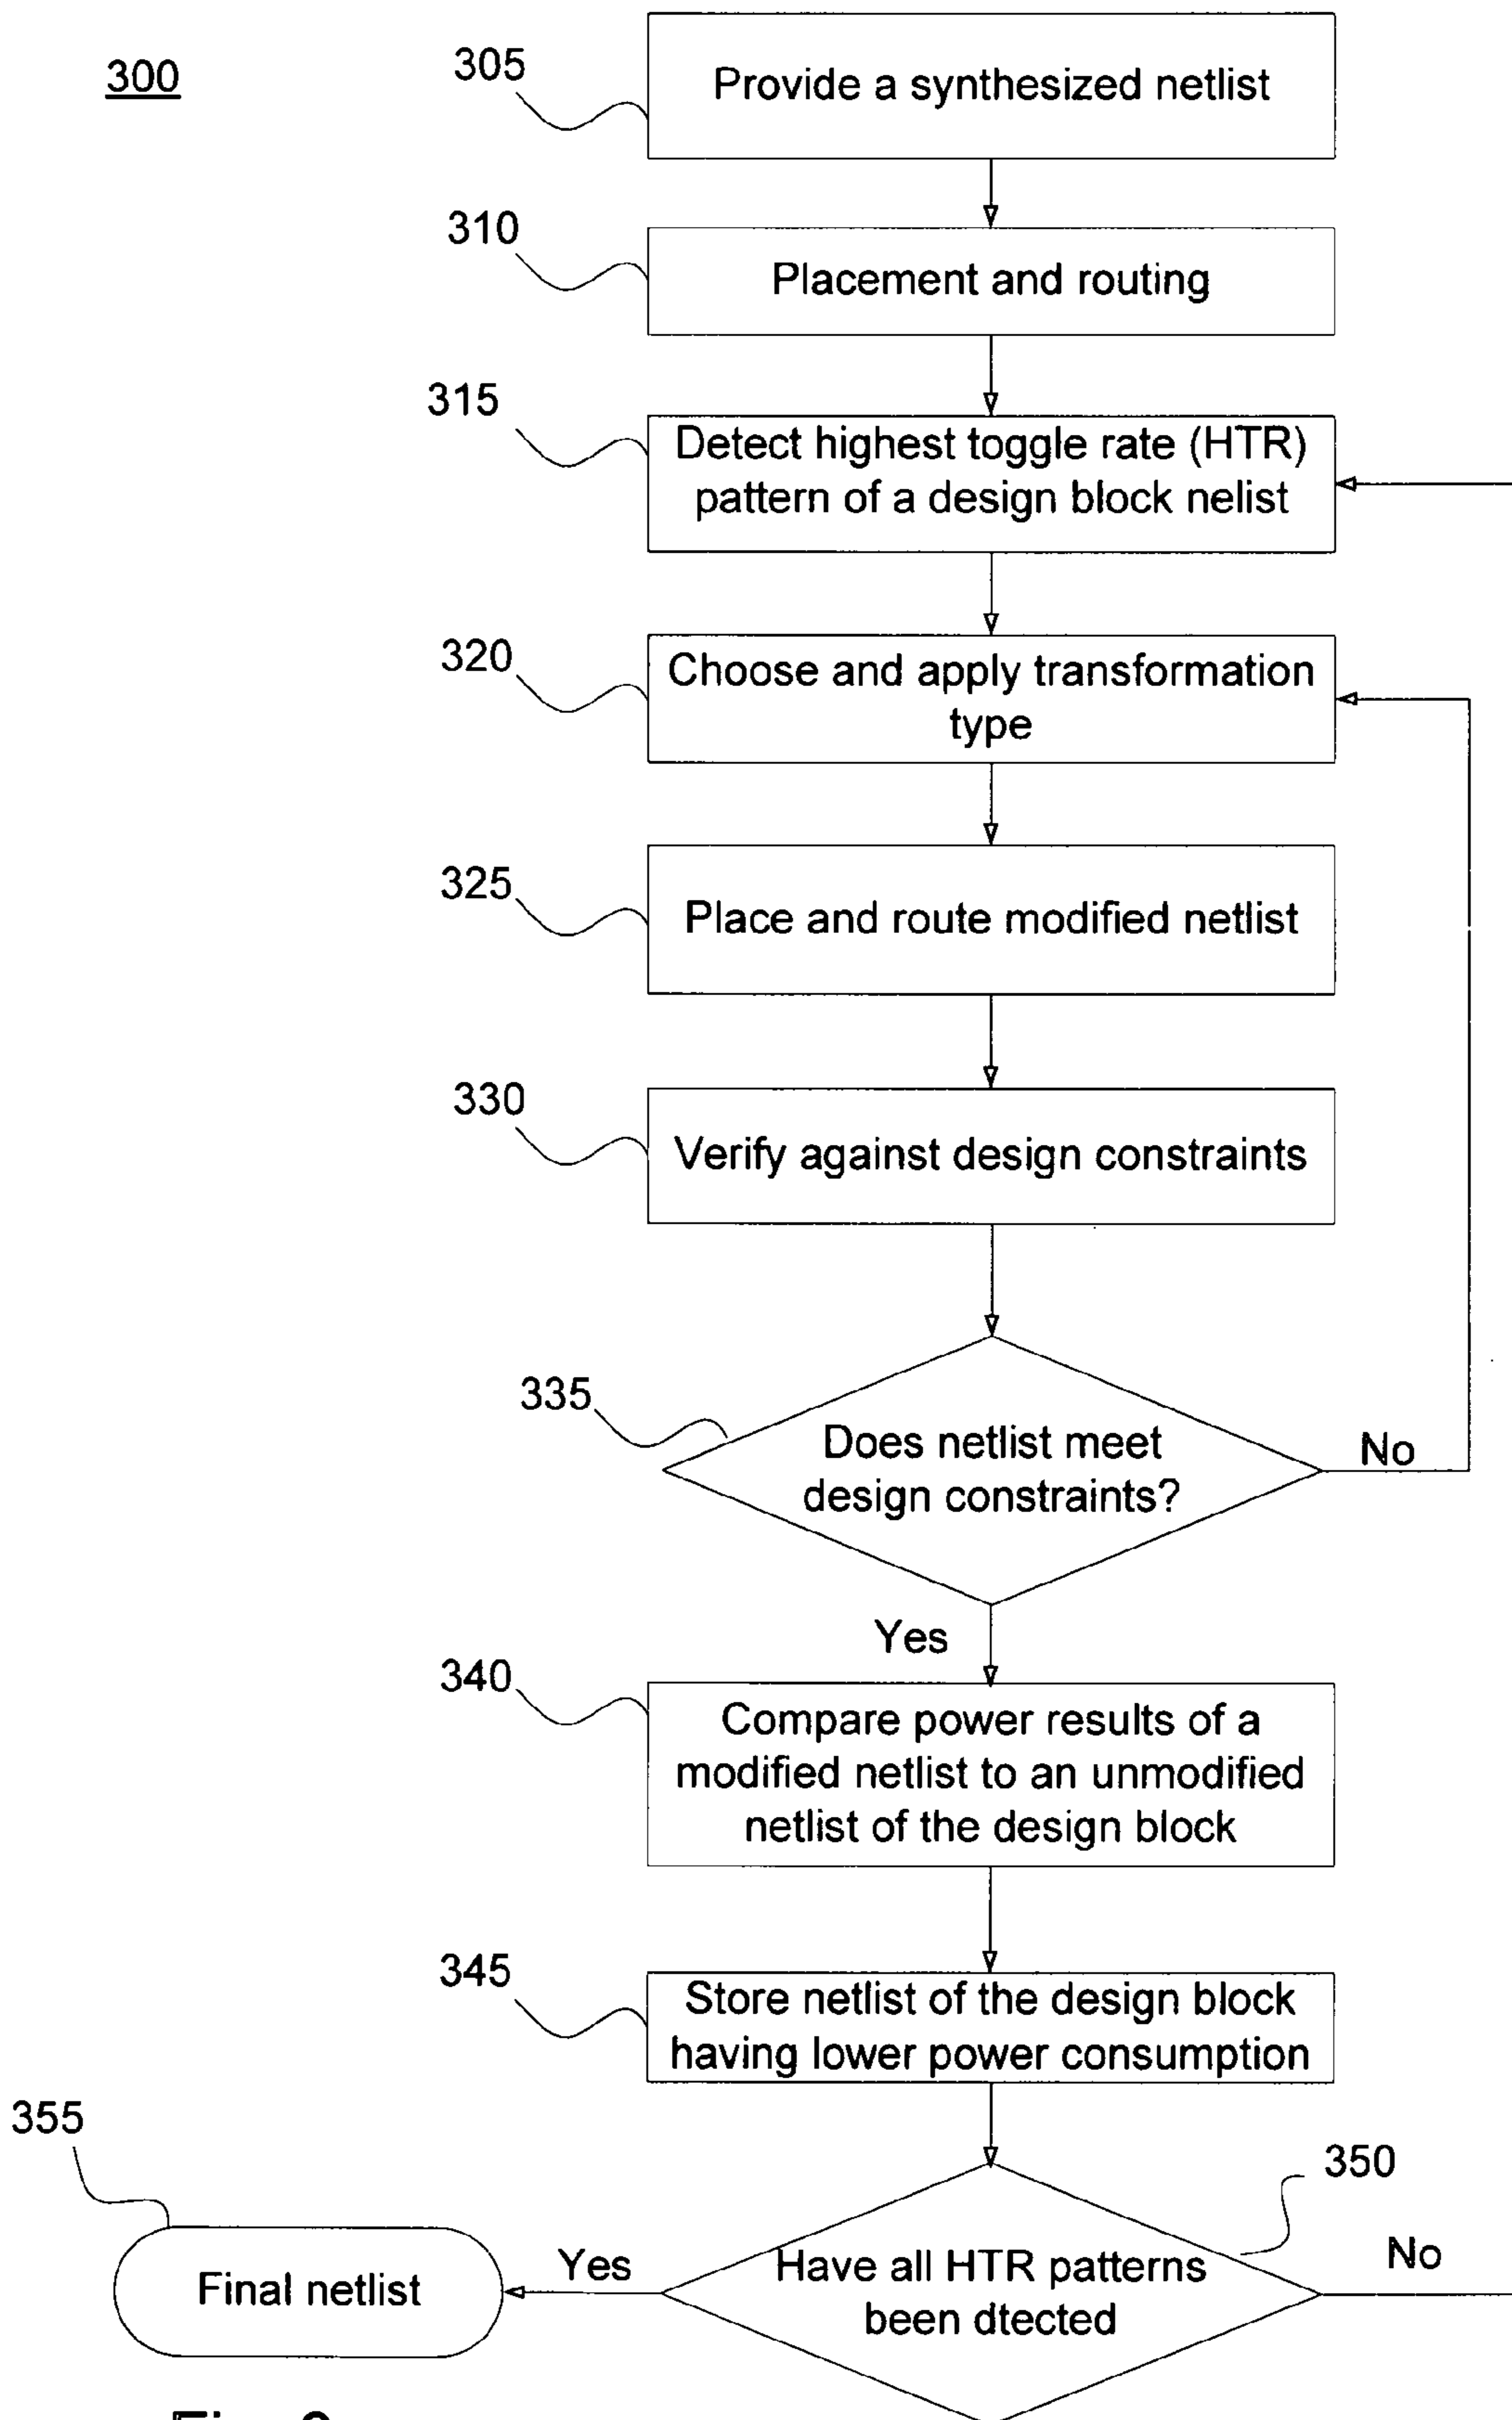 300
305
Provide a synthesized netlist
310
Placement and routing
315
Detect highest toggle rate (HTR)
pattern of a design block nelist
320
Choose and apply transformation
type
325
Place and route modified netlist
330
Verify against design constraints
335
Does netlist meet
design constraints?
No
Yes
340
Compare power results of a
modified netlist to an unmodified
netlist of the design block
345
Store netlist of the design block
having lower power consumption
355
350
Final netlist
Yes
Have all HTR patterns
been dtected
No